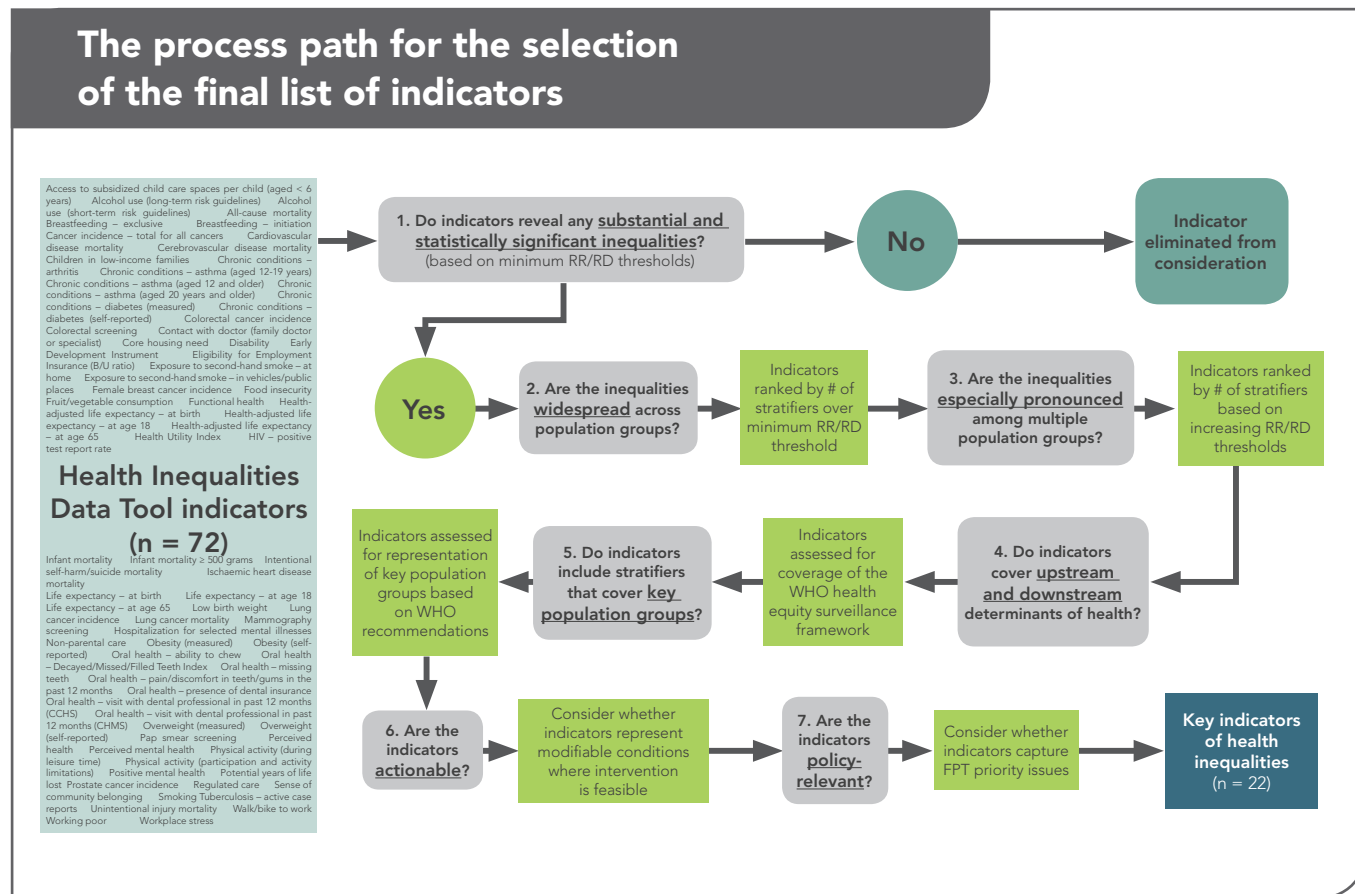 The process path for the selection
of the final list of indicators
Access to subsidized child care spaces per child (aged < 6
years) Alcohol use (long-term risk guidelines) Alcohol
use (short-term risk guidelines) All-cause mortality
Breastfeeding – exclusive Breastfeeding – initiation
Cancer incidence – total for all cancers Cardiovascular
disease mortality Cerebrovascular disease mortality
Children in low-income families Chronic conditions –
arthritis Chronic conditions – asthma (aged 12-19 years)
Chronic conditions – asthma (aged 12 and older) Chronic
conditions – asthma (aged 20 years and older) Chronic
conditions – diabetes (measured) Chronic conditions –
diabetes (self-reported) Colorectal cancer incidence
Colorectal screening Contact with doctor (family doctor
or specialist) Core housing need Disability Early
Development Instrument Eligibility for Employment
Insurance (B/U ratio) Exposure to second-hand smoke – at
home Exposure to second-hand smoke – in vehicles/public
places Female breast cancer incidence Food insecurity
Fruit/vegetable consumption Functional health Health-
adjusted life expectancy – at birth Health-adjusted life
expectancy – at age 18 Health-adjusted life expectancy
– at age 65 Health Utility Index HIV – positive
test report rate
Health Inequalities
Data Tool indicators
(n = 72)
Infant mortality Infant mortality ≥ 500 grams Intentional
self-harm/suicide mortality Ischaemic heart disease
mortality
Life expectancy – at birth Life expectancy – at age 18
Life expectancy – at age 65 Low birth weight Lung
cancer incidence Lung cancer mortality Mammography
screening Hospitalization for selected mental illnesses
Non-parental care Obesity (measured) Obesity (self-
reported) Oral health – ability to chew Oral health
– Decayed/Missed/Filled Teeth Index Oral health – missing
teeth Oral health – pain/discomfort in teeth/gums in the
past 12 months Oral health – presence of dental insurance
Oral health – visit with dental professional in past 12 months
(CCHS) Oral health – visit with dental professional in past
12 months (CHMS) Overweight (measured) Overweight
(self-reported) Pap smear screening Perceived
health Perceived mental health Physical activity (during
leisure time) Physical activity (participation and activity
limitations) Positive mental health Potential years of life
lost Prostate cancer incidence Regulated care Sense of
community belonging Smoking Tuberculosis – active case
reports Unintentional injury mortality Walk/bike to work
Working poor Workplace stress
1. Do indicators reveal any substantial and
statistically significant inequalities?
(based on minimum RR/RD thresholds)
No
Indicator
eliminated from
consideration
Yes
2. Are the inequalities
widespread across
population groups?
Indicators
ranked by # of
stratifiers over
minimum RR/RD
threshold
3. Are the inequalities
especially pronounced
among multiple
population groups?
Indicators ranked
by # of stratifiers
based on
increasing RR/RD
thresholds
4. Do indicators
cover upstream
and downstream
determinants of health?
Indicators
assessed for
coverage of the
WHO health
equity surveillance
framework
5. Do indicators
include stratifiers
that cover key
population groups?
Indicators assessed
for representation
of key population
groups based
on WHO
recommendations
6. Are the
indicators
actionable?
Consider whether
indicators represent
modifiable conditions
where intervention
is feasible
7. Are the
indicators
policy-
relevant?
Consider whether
indicators capture
FPT priority issues
Key indicators
of health
inequalities
(n = 22)